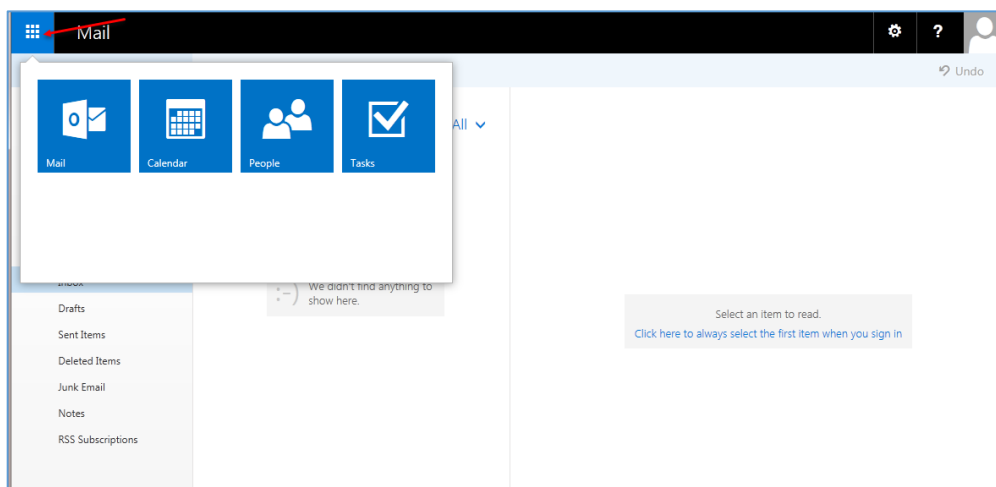 Mail
?
Undo
Mail
Calendar
People
Tasks
All
Inbox
We didn't find anything to
show here.
:-)
Drafts
Sent Items
Deleted Items
Junk Email
Notes
RSS Subscriptions
Select an item to read.
Click here to always select the first item when you sign in